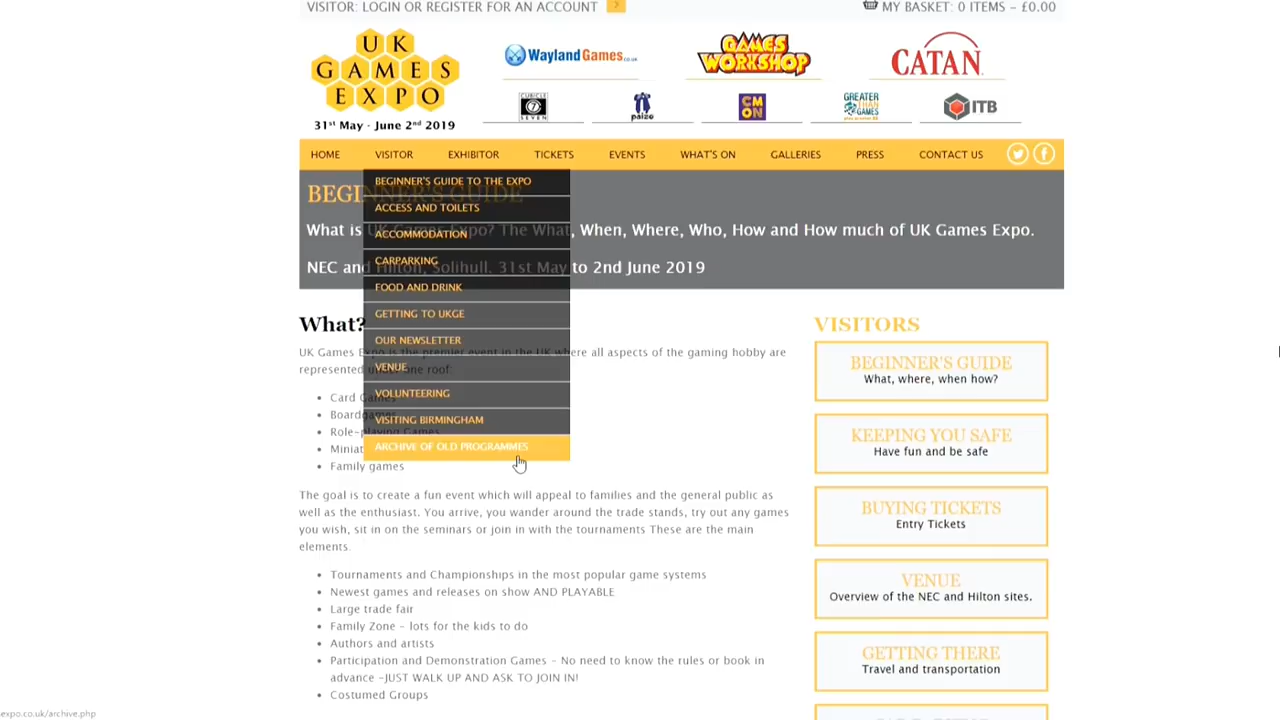 VISITOR: LOGIN OR REGISTER FOR AN ACCOUNT
MY BASKET: 0 ITEMS – £0.00
UK
GAMES
EXPO
31st May - June 2nd 2019
Wayland Games.co.uk
GAMES
WORKSHOP
CATAN
CUBICLE
7
SEVEN
paizo
CM
ON
GREATER
THAN
GAMES
ITB
HOME VISITOR EXHIBITOR TICKETS EVENTS WHAT'S ON GALLERIES PRESS CONTACT US
BEGINNER'S GUIDE TO THE EXPO
ACCESS AND TOILETS
ACCOMMODATION
CARPARKING
FOOD AND DRINK
GETTING TO UKGE
OUR NEWSLETTER
VENUE
VOLUNTEERING
VISITING BIRMINGHAM
ARCHIVE OF OLD PROGRAMMES
BEGINNER'S GUIDE
What is UK Games Expo? The What, When, Where, Who, How and How much of UK Games Expo.
NEC and Hilton, Solihull, 31st May to 2nd June 2019
What?
UK Games Expo is the premier event in the UK where all aspects of the gaming hobby are
represented under one roof:
Card Games
Boardgames
Role-playing Games
Miniat
Family games
The goal is to create a fun event which will appeal to families and the general public as
well as the enthusiast. You arrive, you wander around the trade stands, try out any games
you wish, sit in on the seminars or join in with the tournaments These are the main
elements.
Tournaments and Championships in the most popular game systems
Newest games and releases on show AND PLAYABLE
Large trade fair
Family Zone – lots for the kids to do
Authors and artists
Participation and Demonstration Games – No need to know the rules or book in
advance –JUST WALK UP AND ASK TO JOIN IN!
Costumed Groups
VISITORS
BEGINNER'S GUIDE
What, where, when how?
KEEPING YOU SAFE
Have fun and be safe
BUYING TICKETS
Entry Tickets
VENUE
Overview of the NEC and Hilton sites.
GETTING THERE
Travel and transportation
expo.co.uk/archive.php